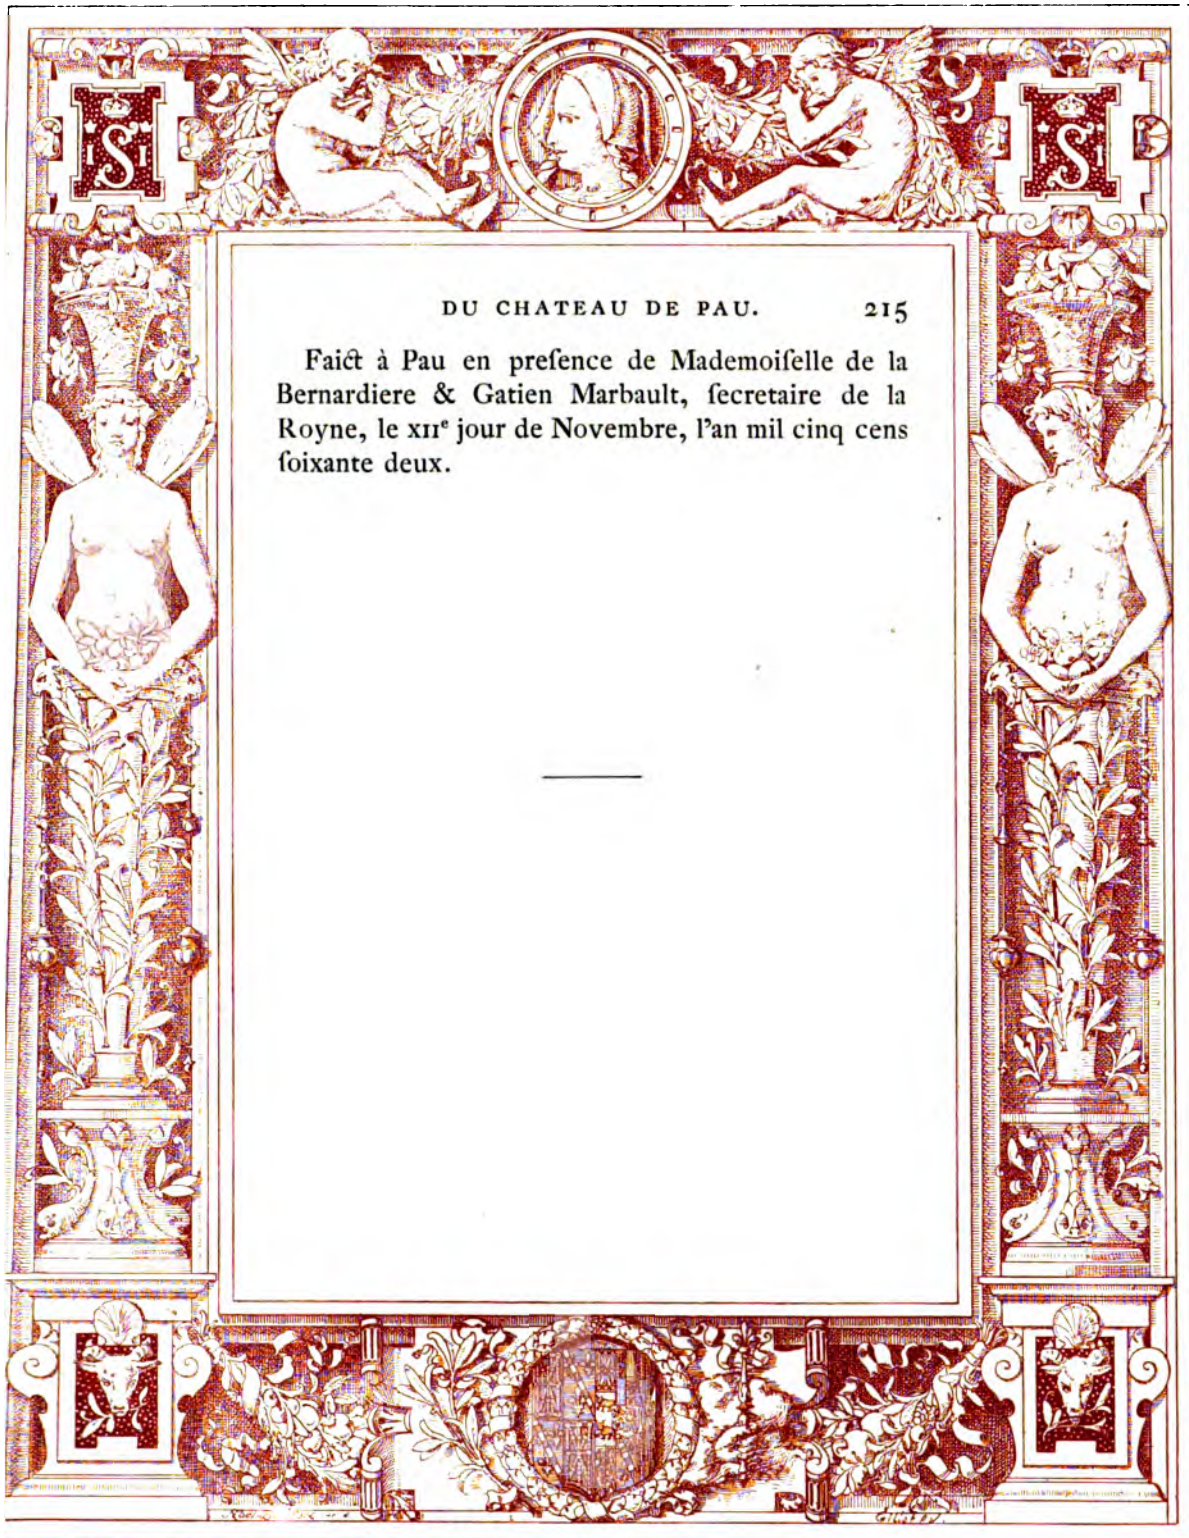 DU CHATEAU DE PAU. 215
Faict à Pau en preſence de Mademoiſelle de la
Bernardiere & Gatien Marbault, ſecretaire de la
Royne, le XIIᵉ jour de Novembre, l'an mil cinq cens
ſoixante deux.